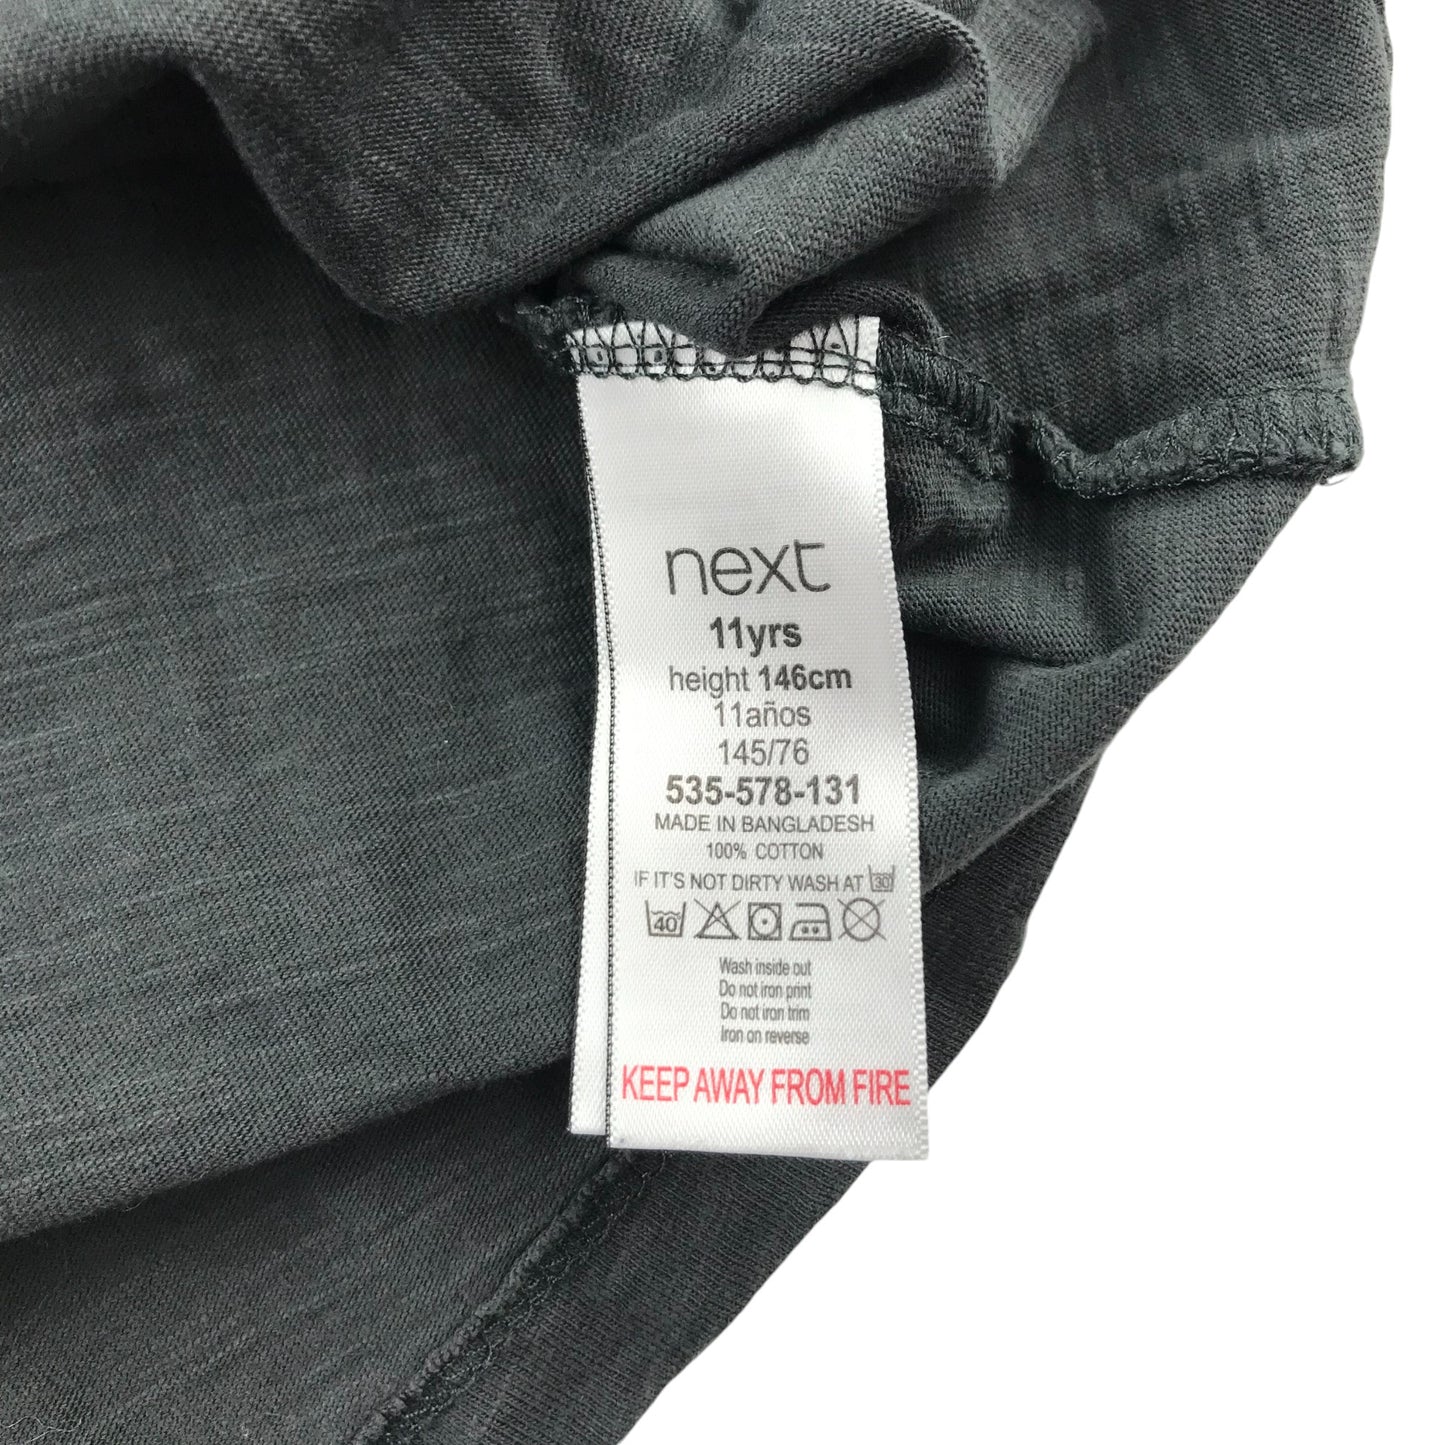 next
11yrs
height 146cm
11años
145/76
535-578-131
MADE IN BANGLADESH
100% COTTON
IF IT'S NOT DIRTY WASH AT 30
40
Wash inside out
Do not iron print
Do not iron trim
Iron on reverse
KEEP AWAY FROM FIRE